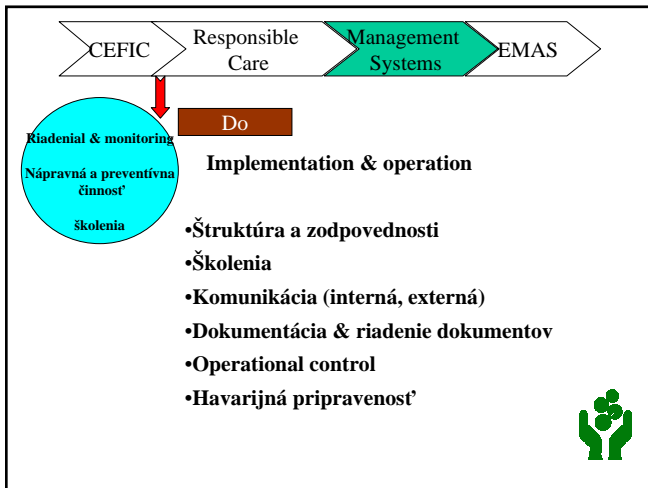 CEFIC
Responsible
Care
Management
Systems
EMAS
Do
Riadenial & monitoring
Nápravná a preventívna
činnosť
školenia
Implementation & operation
•Štruktúra a zodpovednosti
•Školenia
•Komunikácia (interná, externá)
•Dokumentácia & riadenie dokumentov
•Operational control
•Havarijná pripravenosť